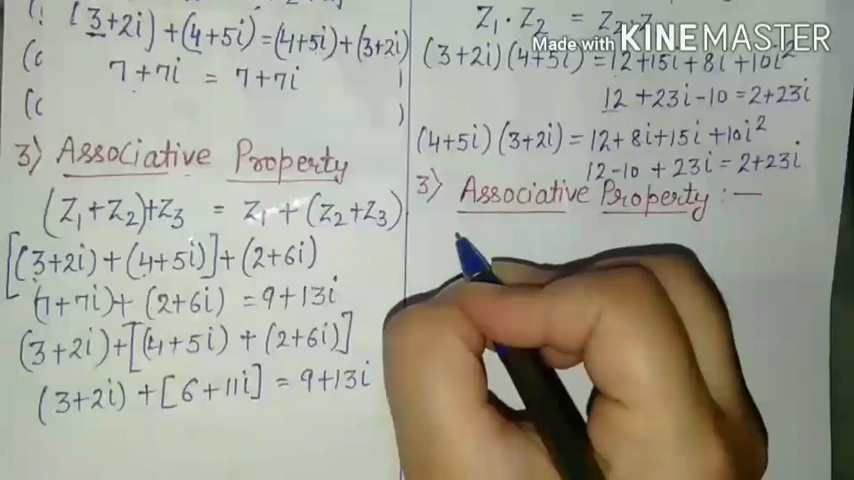 (3+2i)+(4+5i)=(4+5i)+(3+2i)
7+7i = 7+7i
3) Associative Property
(Z₁+Z₂)+Z₃ = Z₁+(Z₂+Z₃)
[(3+2i)+(4+5i)]+(2+6i)
(7+7i)+(2+6i) = 9+13i
(3+2i)+[(4+5i)+(2+6i)]
(3+2i)+[6+11i] = 9+13i
Z₁·Z₂ =
Made with KINEMASTER
(3+2i)(4+5i)=12+15i+8i+10i²
12+23i-10=2+23i
(4+5i)(3+2i)=12+8i+15i+10i²
12-10+23i=2+23i
3) Associative Property:—